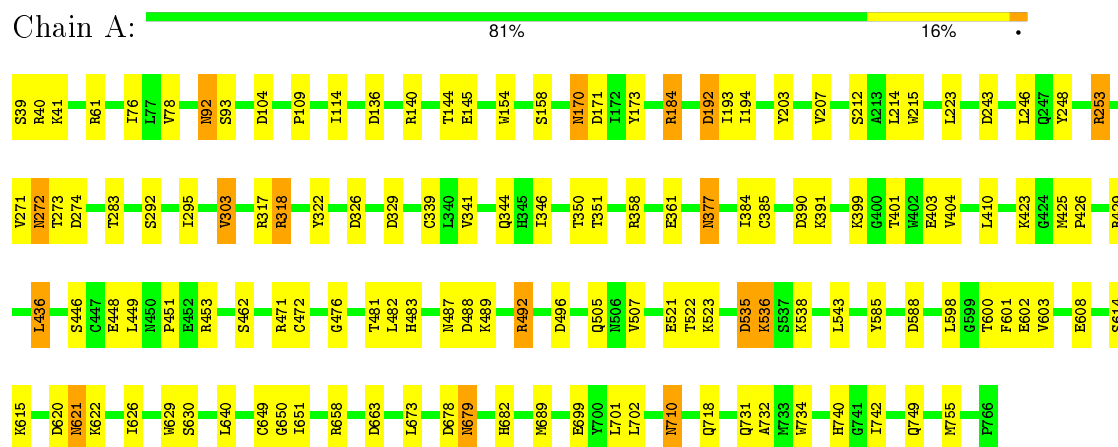 Chain A:
81% 16% •
S39 R40 K41 R61 I76 L77 V78 N92 S93 D104 P109 I114 D136 R140 T144 E145 W154 S158 N170 D171 I172 Y173 R184 D192 I193 I194 Y203 V207 S212 A213 L214 W215 L223 D243 L246 Q247 Y248 R253
V271 N272 T273 D274 T283 S292 I295 V303 R317 R318 Y322 D326 D329 C339 L340 V341 Q344 H345 I346 T350 T351 R358 E361 N377 I384 C385 D390 K391 K399 G400 T401 W402 E403 V404 L410 K423 G424 M425 P426
L436 S446 C447 E448 L449 N450 P451 E452 R453 S462 R471 C472 G476 T481 L482 H483 N487 D488 K489 R492 D496 Q505 N506 V507 E521 T522 K523 D535 K536 S537 K538 L543 Y585 D588 L598 G599 T600 F601 E602 V603 E608
K615 D620 N621 K622 I626 W629 S630 L640 C649 G650 I651 R658 D663 L673 D678 N679 H682 M689 E699 Y700 L701 L702 N710 Q718 Q731 A732 M733 W734 H740 G741 I742 Q749 M755 P766